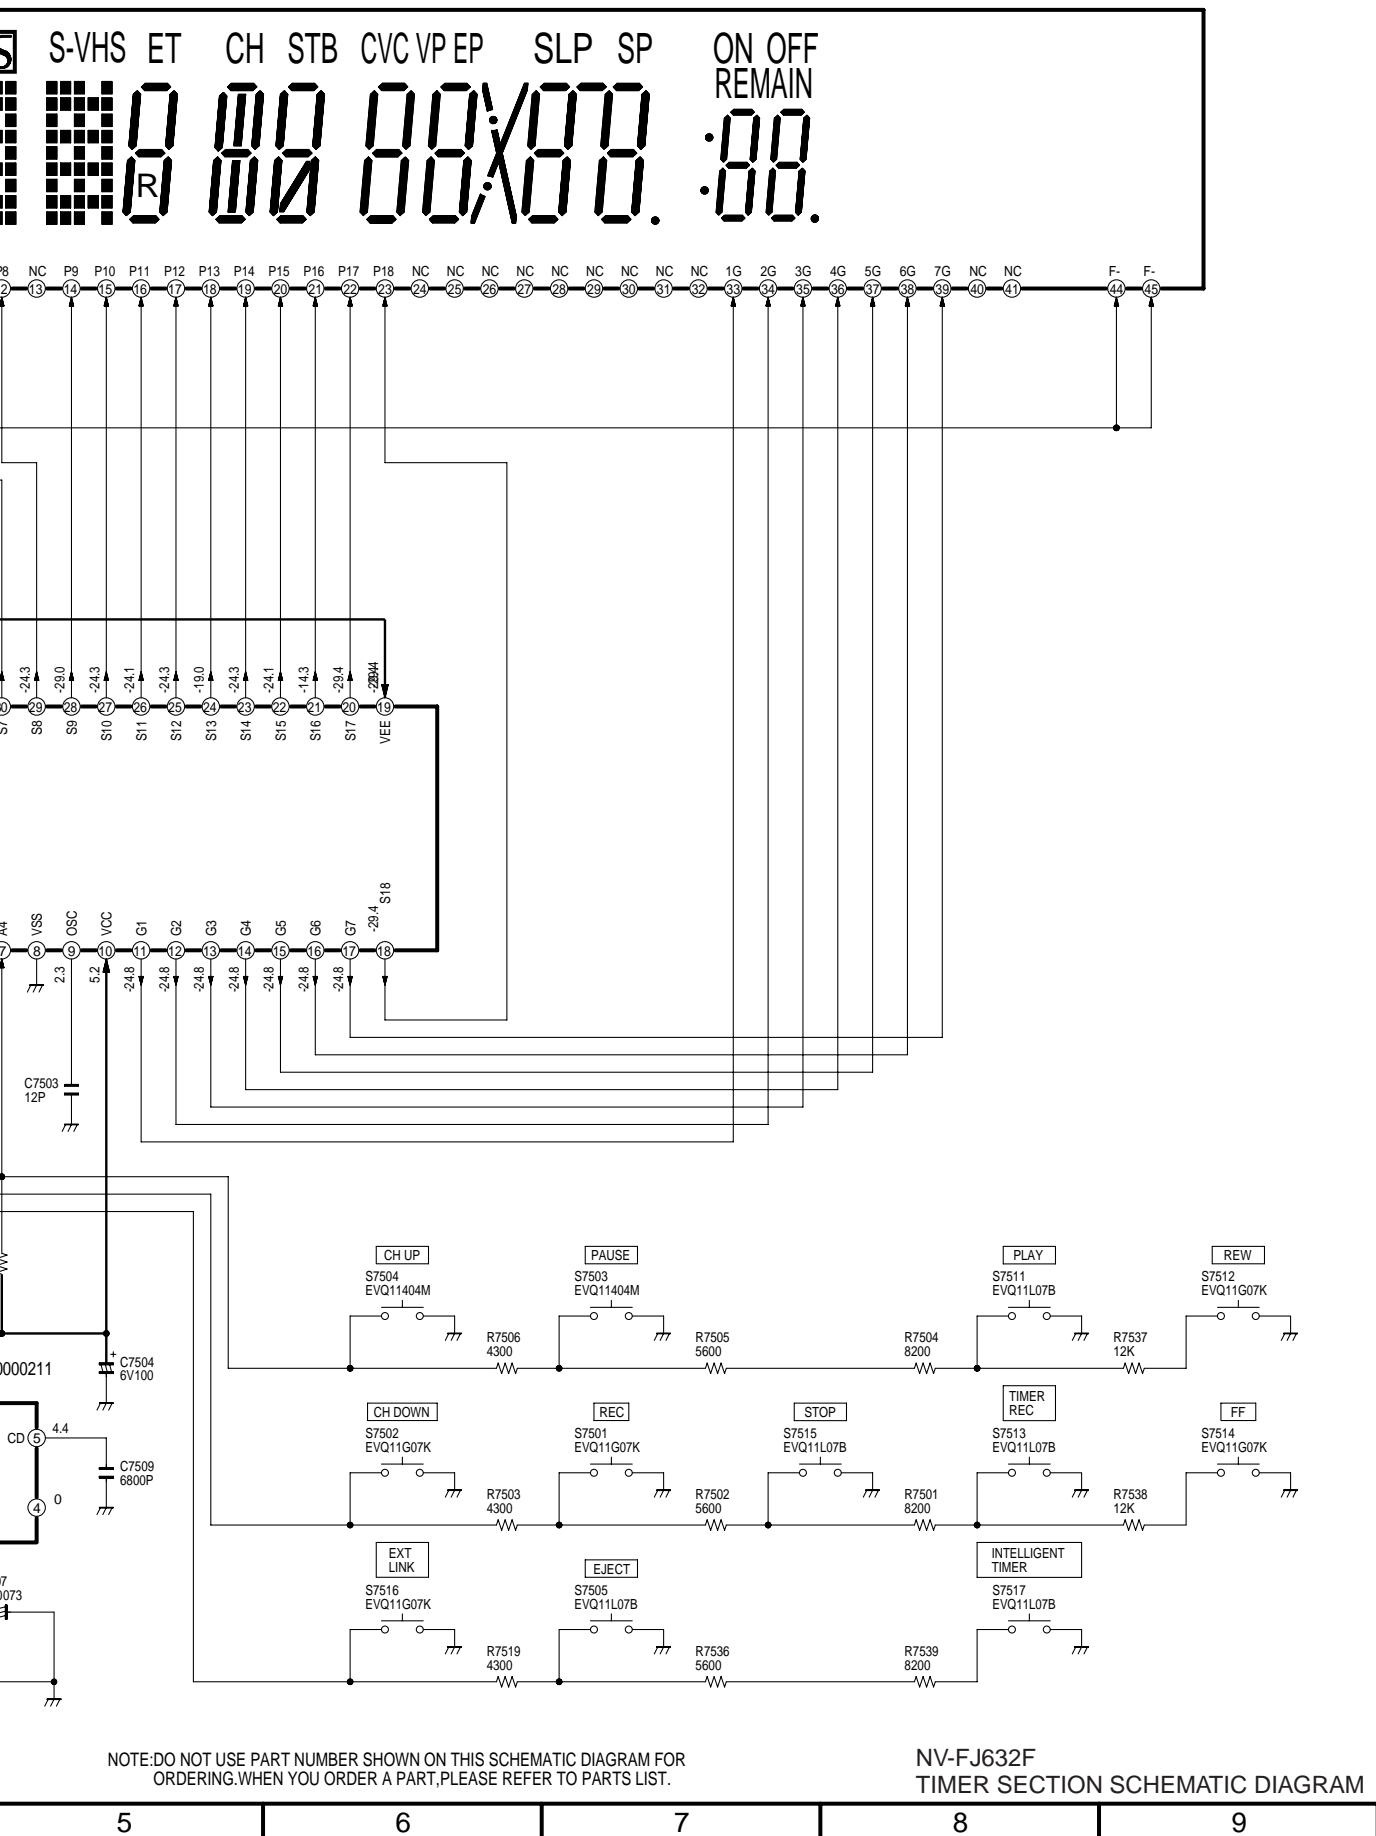 S-VHS ET CH STB CVC VP EP SLP SP ON OFF
REMAIN
R
NC P9 P10 P11 P12 P13 P14 P15 P16 P17 P18 NC NC NC NC NC NC NC NC NC 1G 2G 3G 4G 5G 6G 7G NC NC F- F-
13 14 15 16 17 18 19 20 21 22 23 24 25 26 27 28 29 30 31 32 33 34 35 36 37 38 39 40 41 44 45
-24.3 -29.0 -24.3 -24.1 -24.3 -19.0 -24.3 -24.1 -14.3 -29.4
29 28 27 26 25 24 23 22 21 20 19
S7 S8 S9 S10 S11 S12 S13 S14 S15 S16 S17 VEE
A4 VSS OSC VCC G1 G2 G3 G4 G5 G6 G7 -29.4 S18
7 8 9 10 11 12 13 14 15 16 17 18
2.3 5.2 -24.8 -24.8 -24.8 -24.8 -24.8 -24.8 -24.8
C7503
12P
CH UP PAUSE PLAY REW
S7504 S7503 S7511 S7512
EVQ11404M EVQ11404M EVQ11L07B EVQ11G07K
R7506 R7505 R7504 R7537
4300 5600 8200 12K
+ C7504
6V100
0000211
CH DOWN REC STOP TIMER
REC FF
CD 5 4.4
S7502 S7501 S7515 S7513 S7514
EVQ11G07K EVQ11G07K EVQ11L07B EVQ11L07B EVQ11G07K
C7509
6800P
4 0
R7503 R7502 R7501 R7538
4300 5600 8200 12K
EXT
LINK EJECT INTELLIGENT
TIMER
S7516 S7505 S7517
EVQ11G07K EVQ11L07B EVQ11L07B
07
0073
R7519 R7536 R7539
4300 5600 8200
NOTE:DO NOT USE PART NUMBER SHOWN ON THIS SCHEMATIC DIAGRAM FOR
ORDERING.WHEN YOU ORDER A PART,PLEASE REFER TO PARTS LIST.
NV-FJ632F
TIMER SECTION SCHEMATIC DIAGRAM
5 6 7 8 9